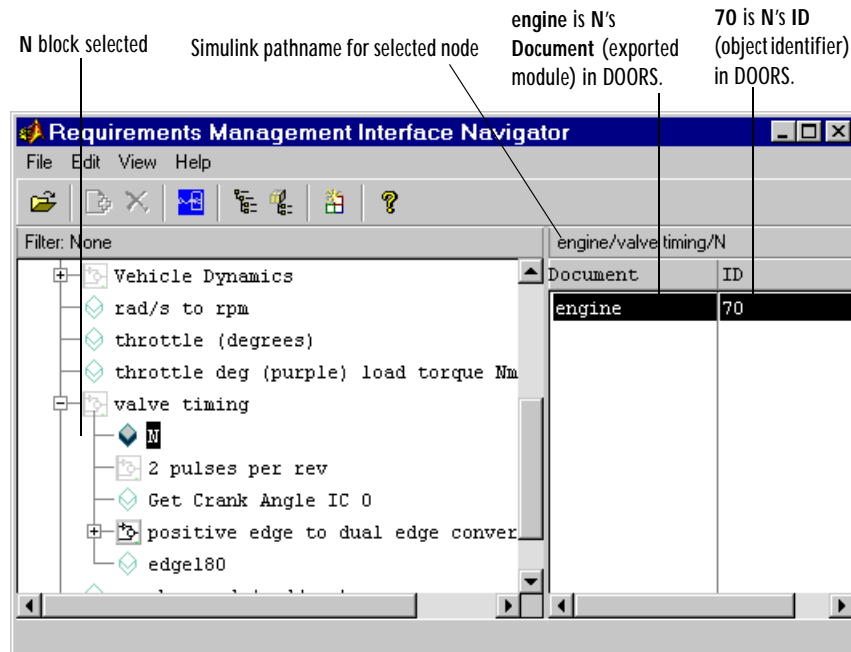 N block selected
Simulink pathname for selected node
engine is N's
Document (exported
module) in DOORS.
70 is N's ID
(object identifier)
in DOORS.
Requirements Management Interface Navigator
File Edit View Help
Filter: None
engine/valve timing/N
Document ID
engine 70
Vehicle Dynamics
rad/s to rpm
throttle (degrees)
throttle deg (purple) load torque Nm
valve timing
N
2 pulses per rev
Get Crank Angle IC 0
positive edge to dual edge conver
edge180